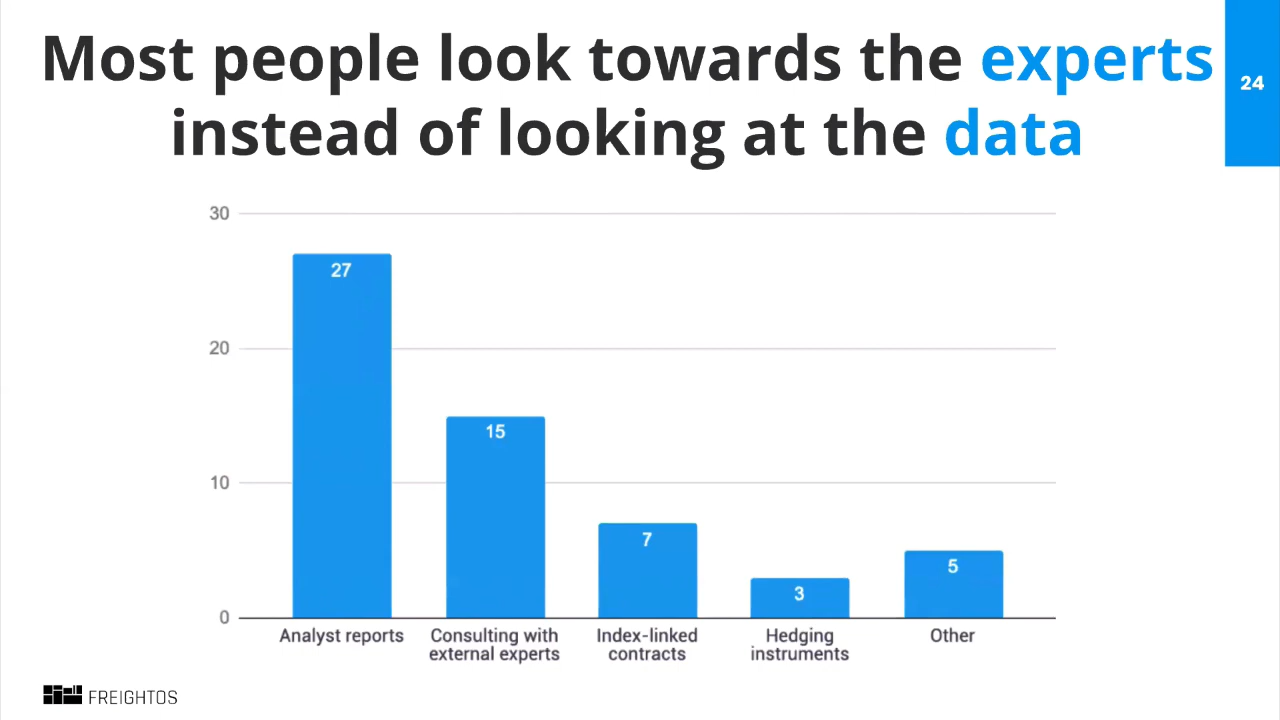 Most people look towards the experts
instead of looking at the data
24
30
20
10
0
27
15
7
3
5
Analyst reports
Consulting with
external experts
Index-linked
contracts
Hedging
instruments
Other
FREIGHTOS